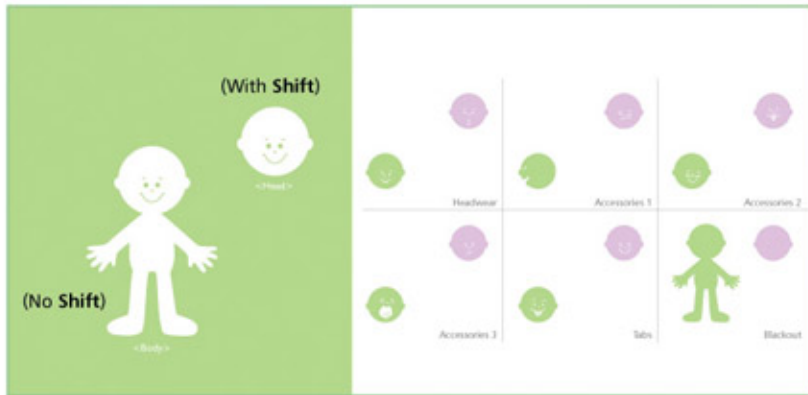 (With Shift)
<Head>
(No Shift)
<Body>
Headwear
Accessories 1
Accessories 2
Accessories 3
Tabs
Blackout